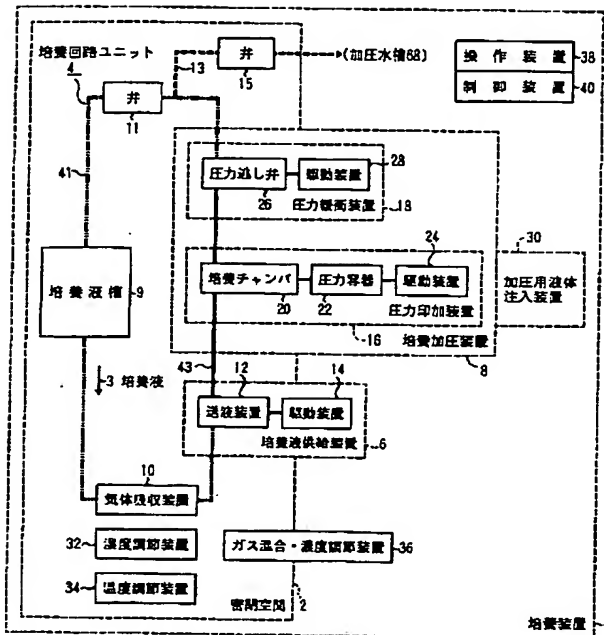 培養回路ユニット
4
井
11
13
井
15
(加圧水槽68)
操作装置
38
制御装置
40
41
圧力逃し井
26
駆動装置
28
圧力緩衝装置
18
培養液槽
9
培養チャンバ
20
圧力容器
22
駆動装置
24
圧力印加装置
16
培養加圧装置
8
30
加圧用液体
注入装置
3 培養液
43
12
送液装置
14
駆動装置
培養液供給装置
6
10
気体吸収装置
32
湿度調節装置
34
温度調節装置
ガス混合・濃度調節装置
36
密閉空間
2
培養装置